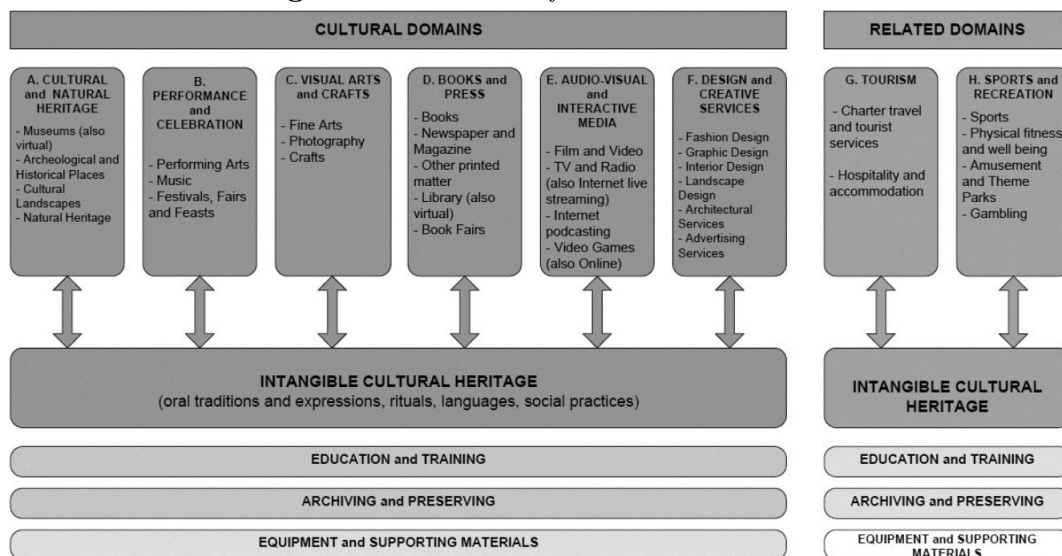 CULTURAL DOMAINS
RELATED DOMAINS
A. CULTURAL
and NATURAL
HERITAGE
- Museums (also
virtual)
- Archeological and
Historical Places
- Cultural
Landscapes
- Natural Heritage
B.
PERFORMANCE
and
CELEBRATION
- Performing Arts
- Music
- Festivals, Fairs
and Feasts
C. VISUAL ARTS
and CRAFTS
- Fine Arts
- Photography
- Crafts
D. BOOKS and
PRESS
- Books
- Newspaper and
Magazine
- Other printed
matter
- Library (also
virtual)
- Book Fairs
E. AUDIO-VISUAL
and
INTERACTIVE
MEDIA
- Film and Video
- TV and Radio
(also Internet live
streaming)
- Internet
podcasting
- Video Games
(also Online)
F. DESIGN and
CREATIVE
SERVICES
- Fashion Design
- Graphic Design
- Interior Design
- Landscape
Design
- Architectural
Services
- Advertising
Services
G. TOURISM
- Charter travel
and tourist
services
- Hospitality and
accommodation
H. SPORTS and
RECREATION
- Sports
- Physical fitness
and well being
- Amusement
and Theme
Parks
- Gambling
INTANGIBLE CULTURAL HERITAGE
(oral traditions and expressions, rituals, languages, social practices)
INTANGIBLE CULTURAL
HERITAGE
EDUCATION and TRAINING
EDUCATION and TRAINING
ARCHIVING and PRESERVING
ARCHIVING and PRESERVING
EQUIPMENT and SUPPORTING MATERIALS
EQUIPMENT and SUPPORTING
MATERIALS